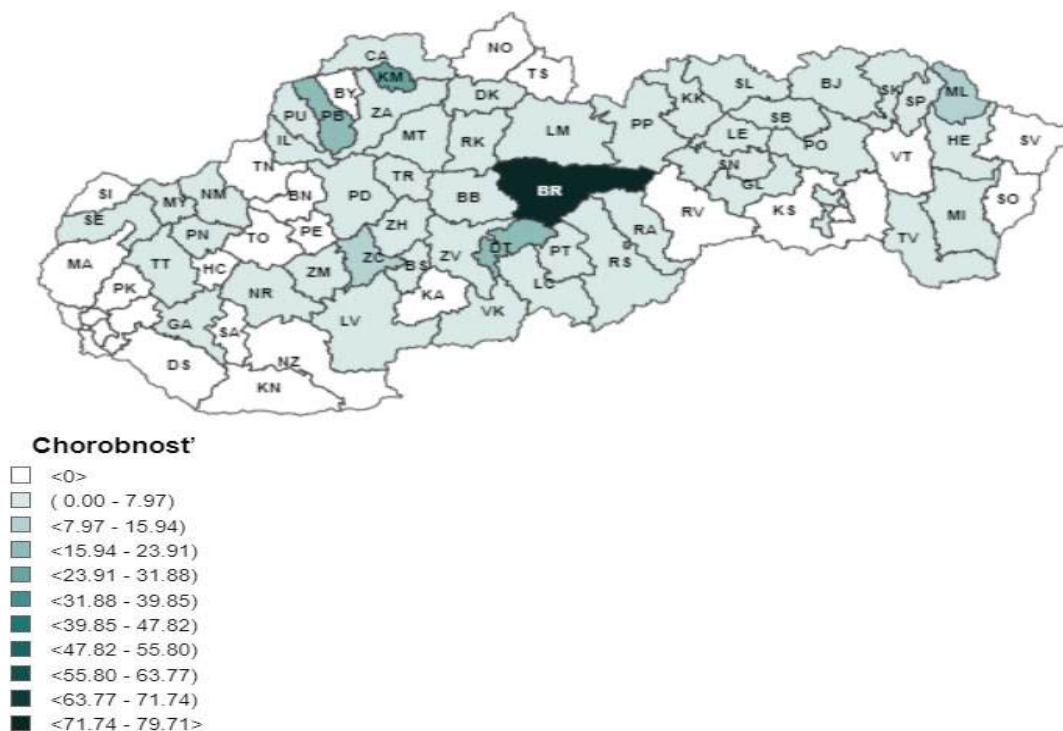 NO
CA
TS
KM
BY
DK
SL
BJ
SK
ML
PU
PB
ZA
KK
SP
SB
IL
MT
RK
LM
PP
LE
PO
HE
SV
TN
SN
VT
TR
BR
GL
SI
MY
NM
BN
PD
BB
SO
SE
RV
KS
MI
PN
TO
PE
ZH
RA
TV
MA
TT
HC
ZM
ZC
BS
ZV
DT
PT
RS
PK
NR
KA
LC
GA
SA
LV
VK
DS
NZ
KN
Chorobnosť
<0>
( 0.00 - 7.97)
<7.97 - 15.94)
<15.94 - 23.91)
<23.91 - 31.88)
<31.88 - 39.85)
<39.85 - 47.82)
<47.82 - 55.80)
<55.80 - 63.77)
<63.77 - 71.74)
<71.74 - 79.71>